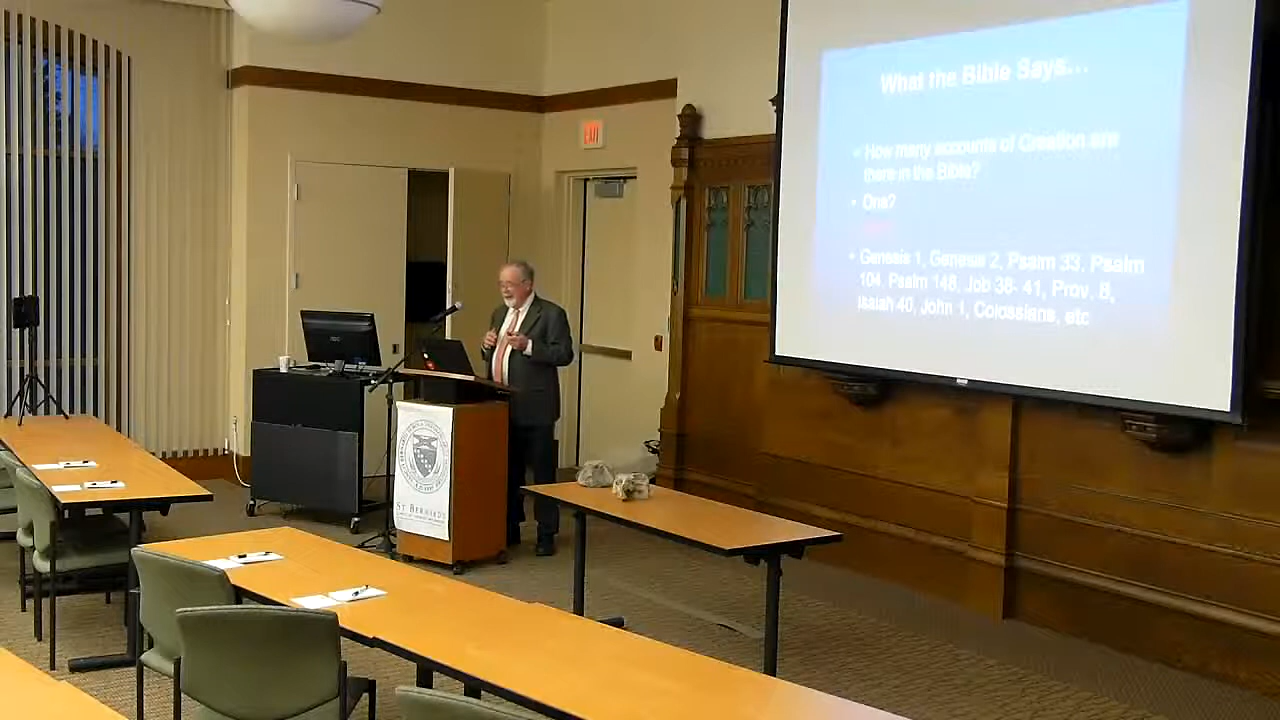 EXIT
What the Bible Says...
How many accounts of Creation are
there in the Bible?
• One?
• Genesis 1, Genesis 2, Psalm 33, Psalm
104, Psalm 148, Job 38- 41, Prov. 8,
Isaiah 40, John 1, Colossians, etc
St Bernard's